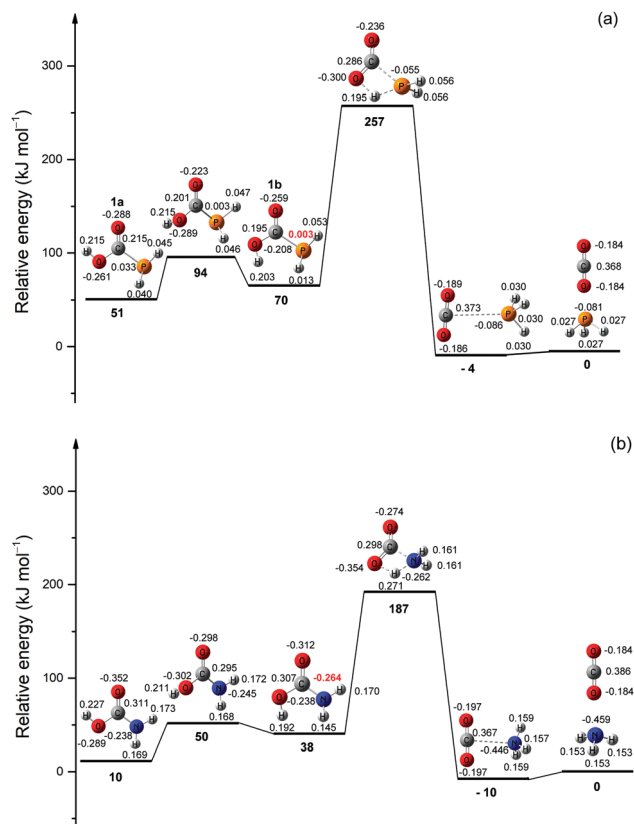 (a)
Relative energy (kJ mol⁻¹)
300
200
100
0
-0.236
O
0.286 C -0.055
-0.300 O P H 0.056
0.195 H H 0.056
257
-0.223
O
0.201 C 0.003 0.047
0.215 H O P H
-0.289 H 0.046
94
1a
-0.288
O
0.215 C 0.215 0.045
H O 0.033 P H
-0.261 H 0.040
51
1b
-0.259
O
0.195 C 0.003 0.053
O -0.208 P H
H 0.203 H 0.013
70
-0.189
O
C 0.373
O
-0.186
0.030
H
P H 0.030
-0.086 H
0.030
- 4
-0.184
O
C 0.368
O -0.184
-0.081
0.027 P 0.027
H H H
0.027
0
(b)
Relative energy (kJ mol⁻¹)
300
200
100
0
-0.274
O
0.298 C N H 0.161
-0.354 O H -0.262 H 0.161
0.271
187
-0.298
O
-0.302 C 0.295 H 0.172
0.211 H O N 0.245
H 0.168
50
-0.352
O
0.227 C 0.311 0.173
H O -0.238 N H
-0.289 H
0.169
10
-0.312
O
0.307 C -0.264
O -0.238 N H 0.170
H H
0.192 0.145
38
-0.197
O
C 0.367
O
-0.197
0.159
H
N 0.157
-0.446 H H
0.159
- 10
-0.184
O
C 0.386
O -0.184
-0.459
H N H
0.153 H 0.153
0.153
0